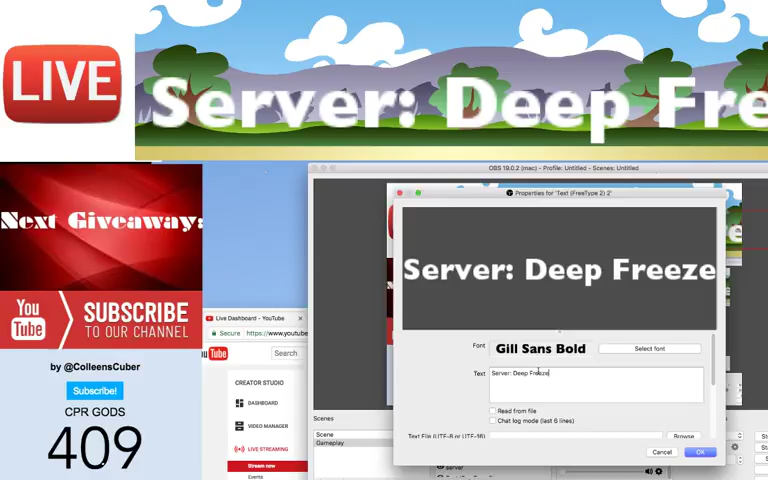 LIVE
Server: Deep Fre
Next Giveaway:
You
Tube
SUBSCRIBE
TO OUR CHANNEL
by @ColleensCuber
Subscribe!
CPR GODS
409
OBS 19.0.2 (mac) - Profile: Untitled - Scenes: Untitled
Properties for 'Text (FreeType 2) 2'
Server: Deep Freeze
Font
Gill Sans Bold
Select font
Text
Server: Deep Freeze
Read from file
Chat log mode (last 6 lines)
Text File (UTF-8 or UTF-16)
Browse
Cancel
OK
Live Dashboard - YouTube
Secure
https://www.youtube
Tube
Search
CREATOR STUDIO
DASHBOARD
VIDEO MANAGER
LIVE STREAMING
Stream now
Events
Scenes
Scene
Gameplay
server